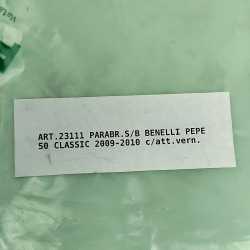 ART.23111 PARABR.S/B BENELLI PEPE
50 CLASSIC 2009-2010 c/att.vern.